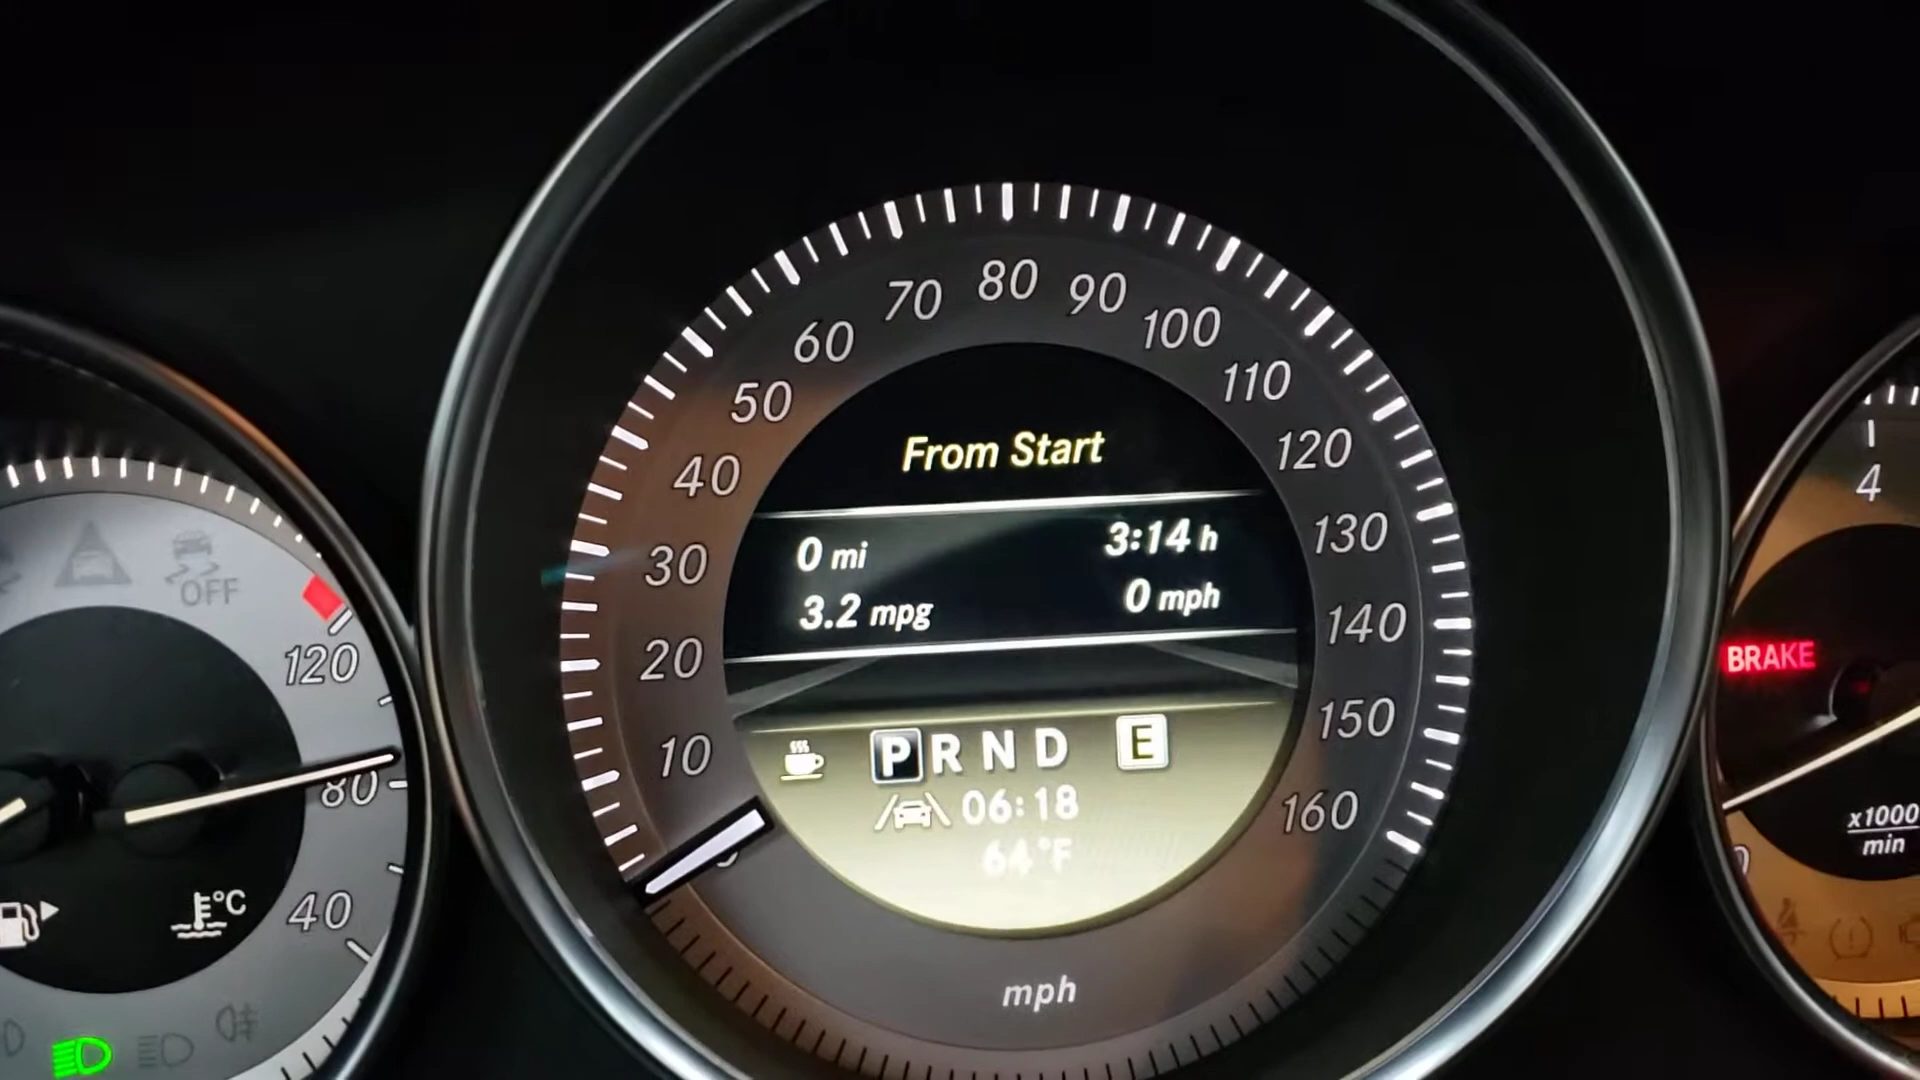 70 80 90
60 100
50 110
40 120
30 130
20 140
10 150
160
From Start
0 mi 3:14 h
3.2 mpg 0 mph
P R N D E
06:18
64°F
mph
OFF
120
80
40
°C
4
BRAKE
x1000
min